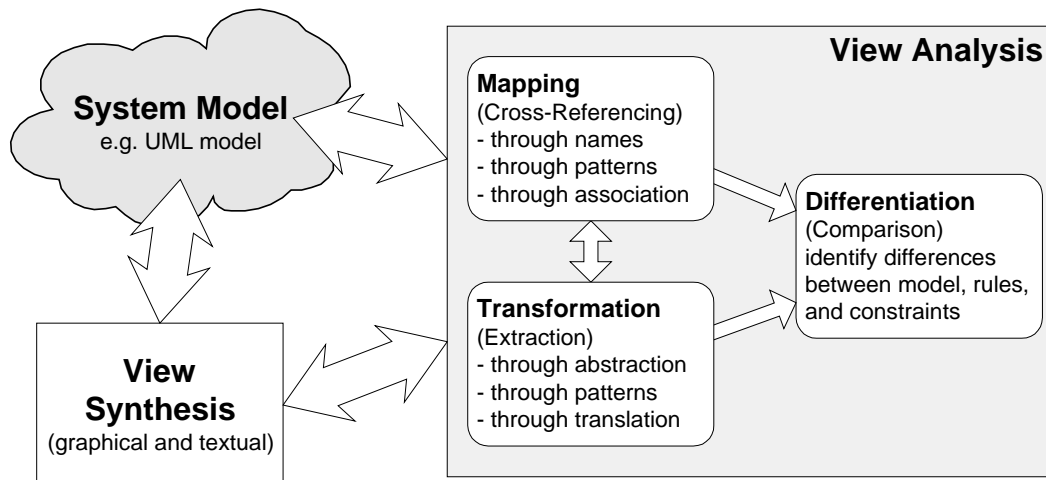 System Model
e.g. UML model
View
Synthesis
(graphical and textual)
View Analysis
Mapping
(Cross-Referencing)
- through names
- through patterns
- through association
Transformation
(Extraction)
- through abstraction
- through patterns
- through translation
Differentiation
(Comparison)
identify differences
between model, rules,
and constraints